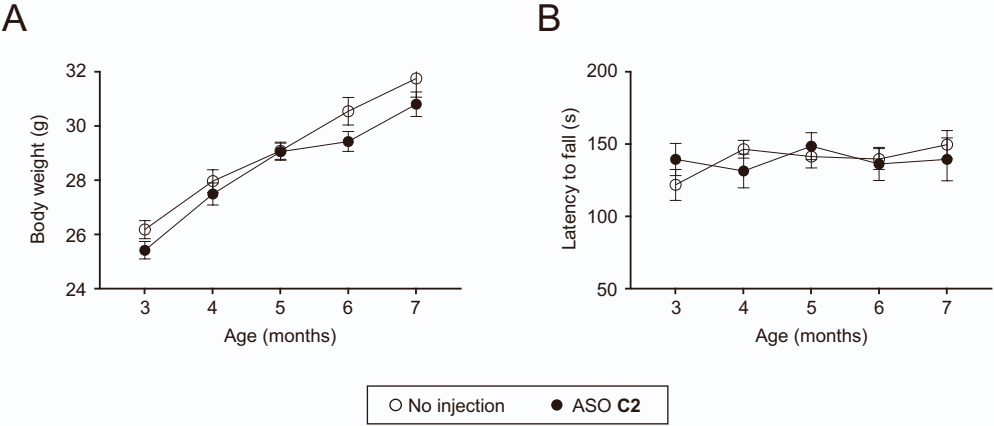 A
B
32
30
28
26
24
Body weight (g)
3 4 5 6 7
Age (months)
200
150
100
50
Latency to fall (s)
3 4 5 6 7
Age (months)
No injection ASO C2